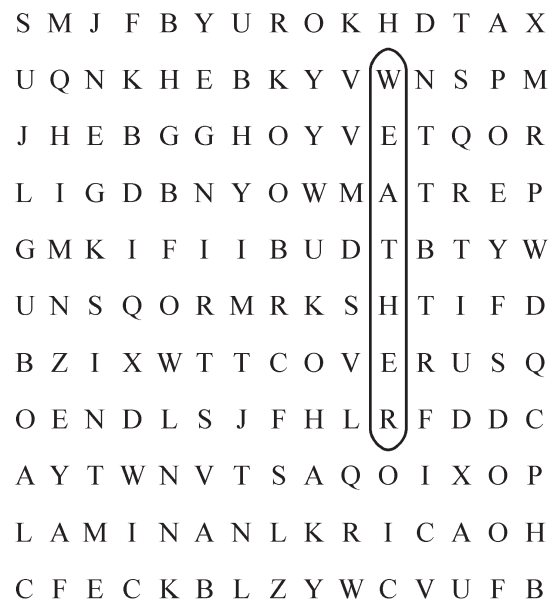 S M J F B Y U R O K H D T A X
U Q N K H E B K Y V W N S P M
J H E B G G H O Y V E T Q O R
L I G D B N Y O W M A T R E P
G M K I F I I B U D T B T Y W
U N S Q O R M R K S H T I F D
B Z I X W T T C O V E R U S Q
O E N D L S J F H L R F D D C
A Y T W N V T S A Q O I X O P
L A M I N A N L K R I C A O H
C F E C K B L Z Y W C V U F B